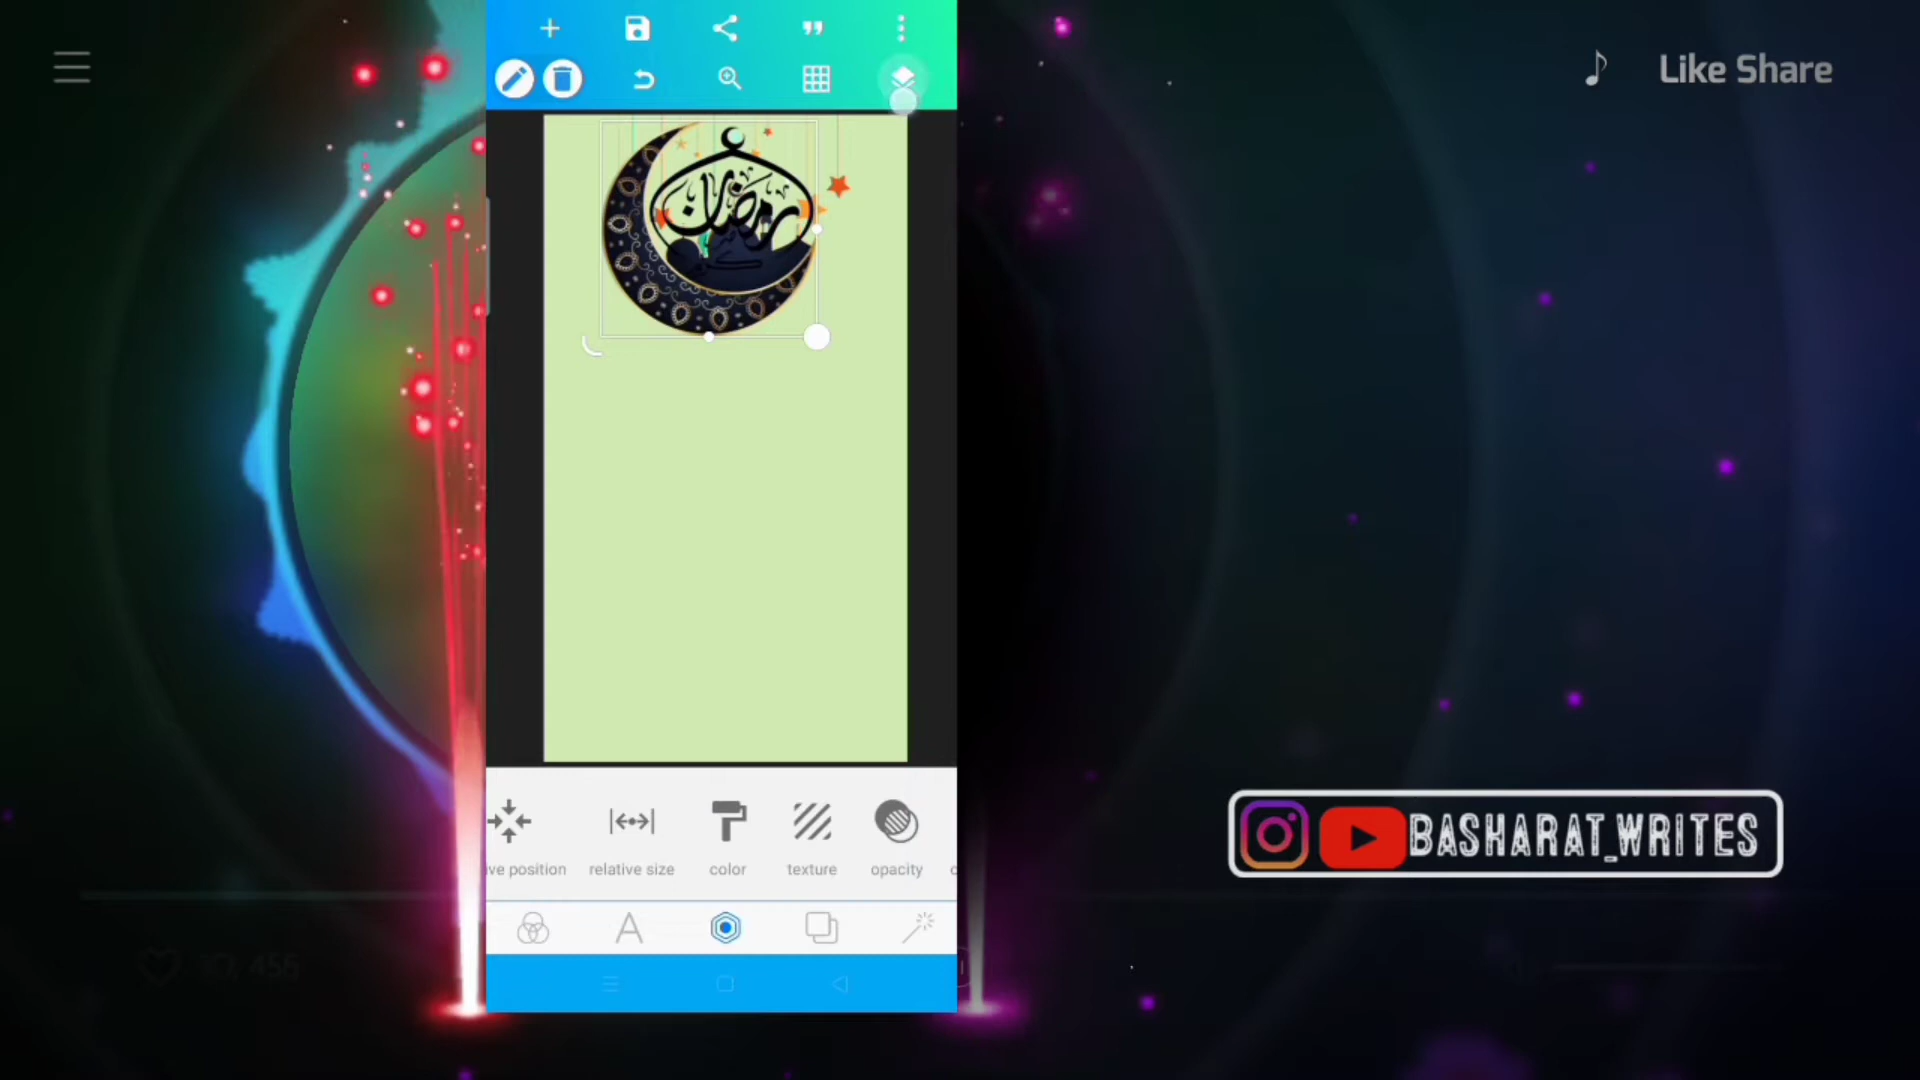 Like Share
رمضان
ve position
relative size
color
texture
opacity
BASHARAT_WRITES